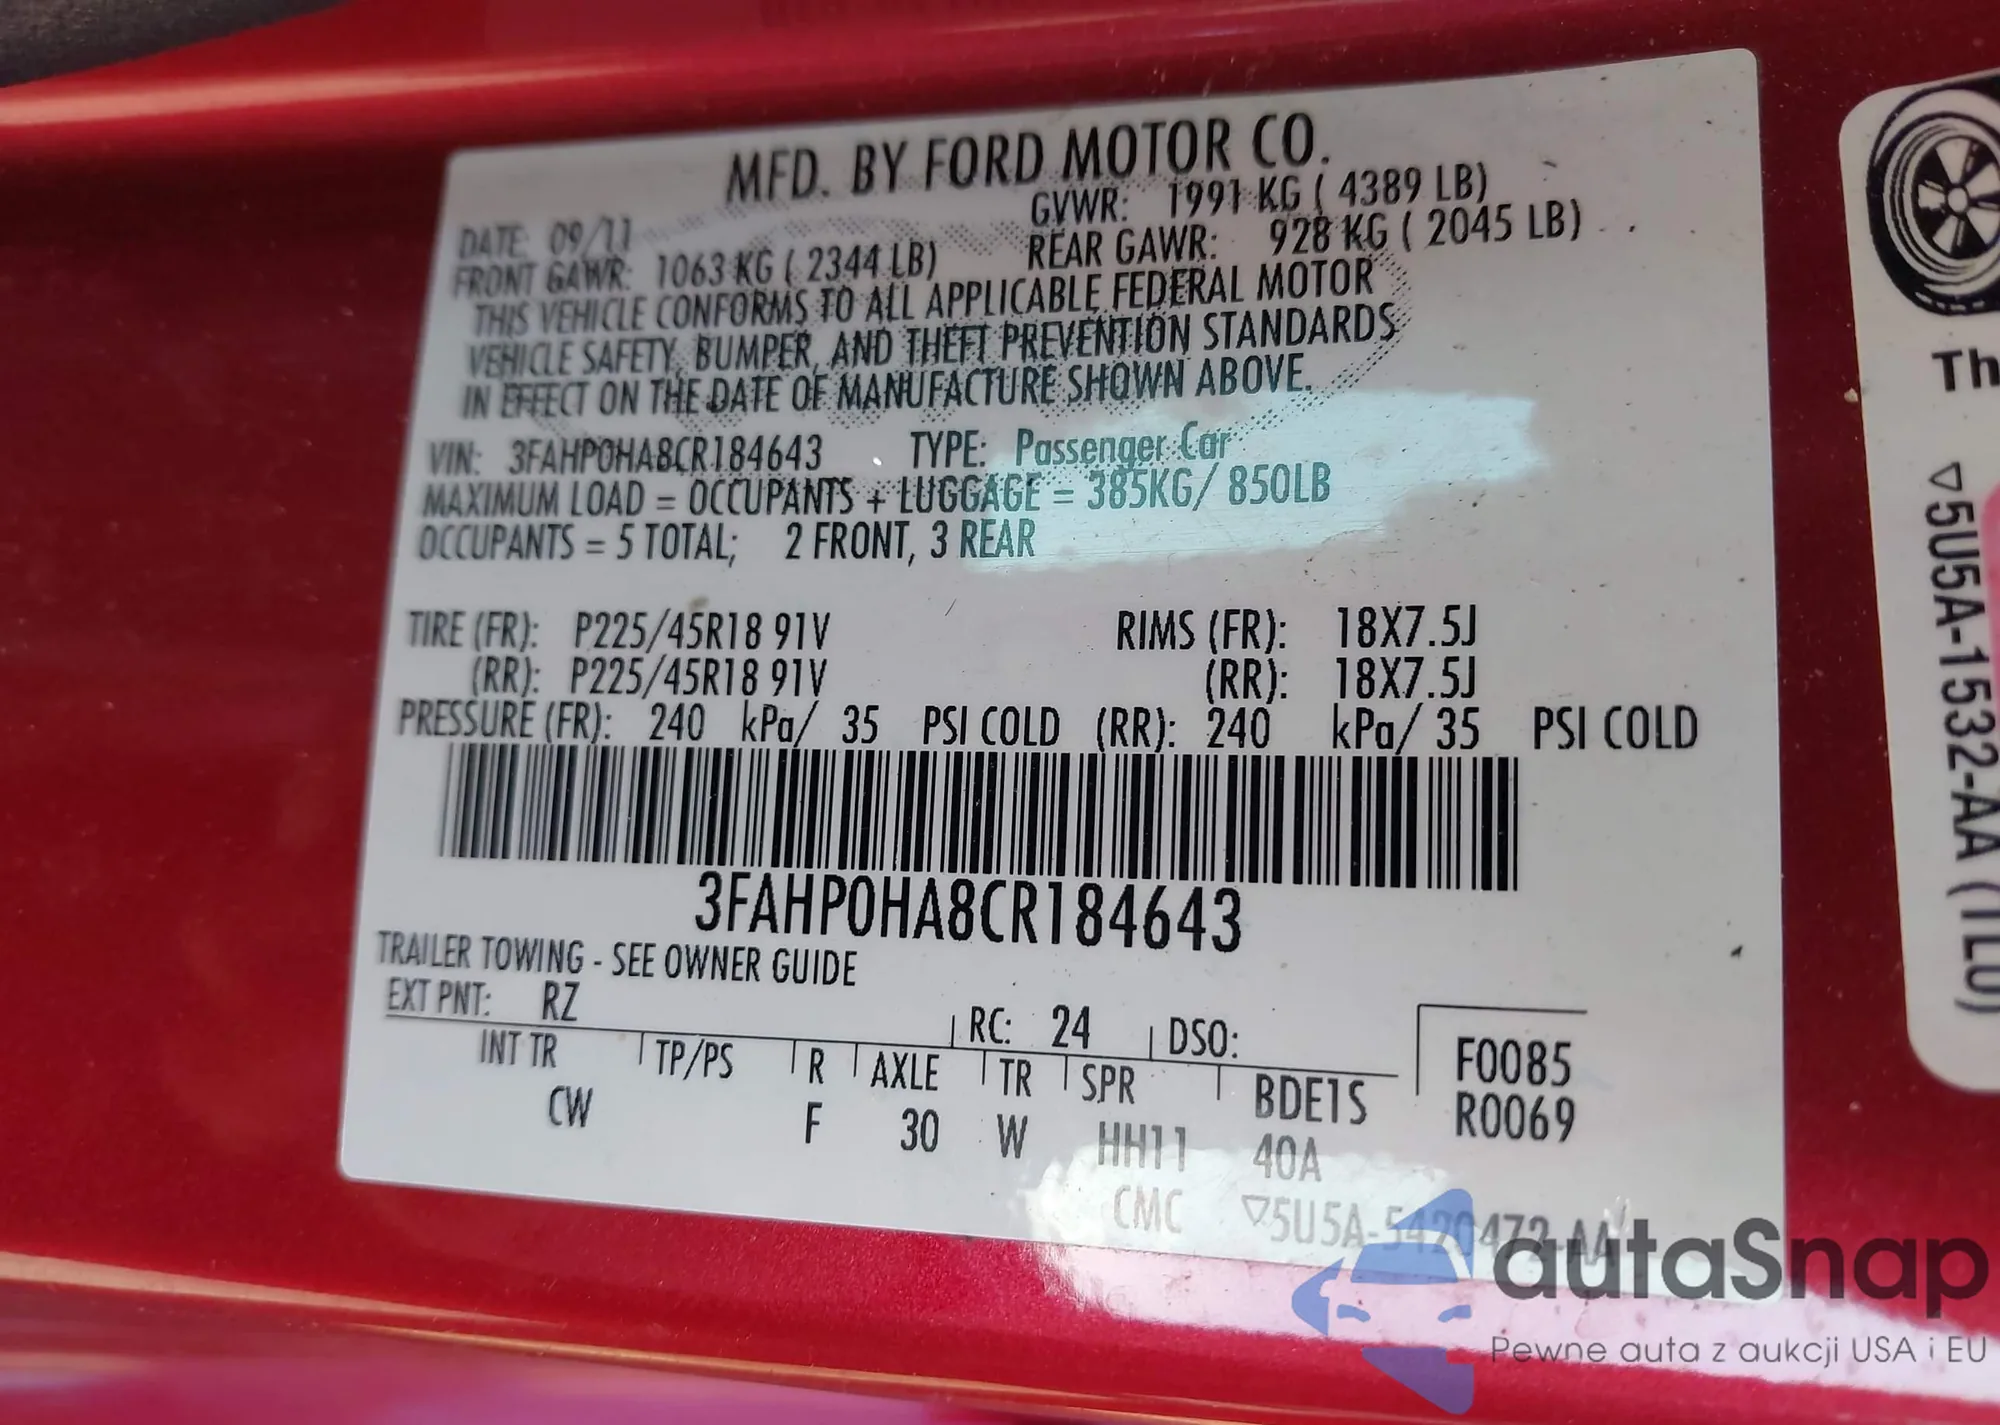 MFD. BY FORD MOTOR CO.
DATE: 09/11 GVWR: 1991 KG ( 4389 LB)
FRONT GAWR: 1063 KG ( 2344 LB) REAR GAWR: 928 KG ( 2045 LB)
THIS VEHICLE CONFORMS TO ALL APPLICABLE FEDERAL MOTOR
VEHICLE SAFETY, BUMPER, AND THEFT PREVENTION STANDARDS
IN EFFECT ON THE DATE OF MANUFACTURE SHOWN ABOVE.
VIN: 3FAHP0HA8CR184643 TYPE: Passenger Car
MAXIMUM LOAD = OCCUPANTS + LUGGAGE = 385KG/ 850LB
OCCUPANTS = 5 TOTAL; 2 FRONT, 3 REAR
TIRE (FR): P225/45R18 91V RIMS (FR): 18X7.5J
(RR): P225/45R18 91V (RR): 18X7.5J
PRESSURE (FR): 240 kPa/ 35 PSI COLD (RR): 240 kPa/ 35 PSI COLD
3FAHP0HA8CR184643
TRAILER TOWING - SEE OWNER GUIDE
EXT PNT: RZ RC: 24 DSO:
INT TR TP/PS R AXLE TR SPR BDE1S
CW F 30 W HH11 40A
CMC ▽5U5A-5420472-AA
F0085
R0069
Th
▽5U5A-1532-AA (TL0)
autaSnap
Pewne auta z aukcji USA i EU